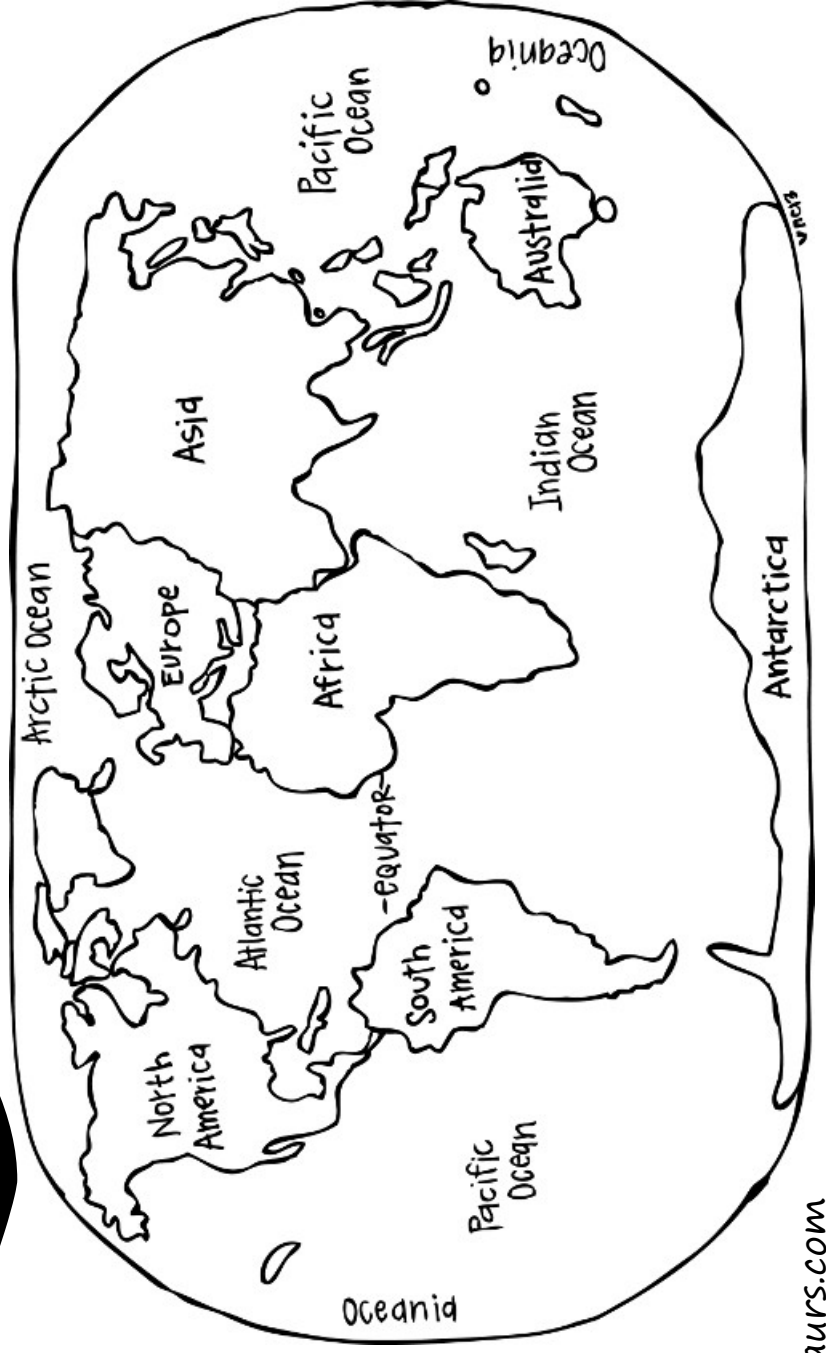 Arctic Ocean
North
America
Europe
Asia
Pacific
Ocean
Atlantic
Ocean
Africa
-equator-
South
America
Indian
Ocean
Australia
Pacific
Ocean
Oceania
Oceania
Antarctica
aurs.com